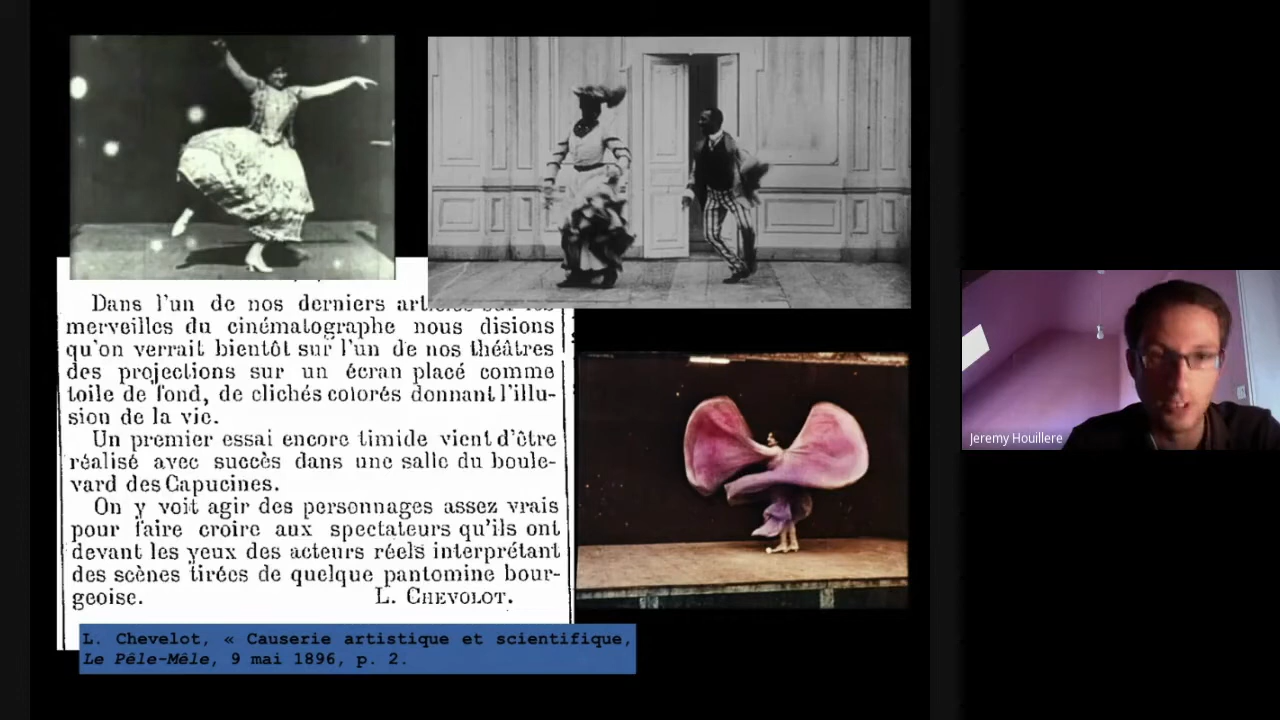 Dans l'un de nos derniers articles sur les
merveilles du cinématographe nous disions
qu'on verrait bientôt sur l'un de nos théâtres
des projections sur un écran placé comme
toile de fond, de clichés colorés donnant l'illu-
sion de la vie.
Un premier essai encore timide vient d'être
réalisé avec succès dans une salle du boule-
vard des Capucines.
On y voit agir des personnages assez vrais
pour faire croire aux spectateurs qu'ils ont
devant les yeux des acteurs réels interprétant
des scènes tirées de quelque pantomine bour-
geoise. L. CHEVOLOT.
L. Chevelot, « Causerie artistique et scientifique,
Le Pêle-Mêle, 9 mai 1896, p. 2.
Jeremy Houillere